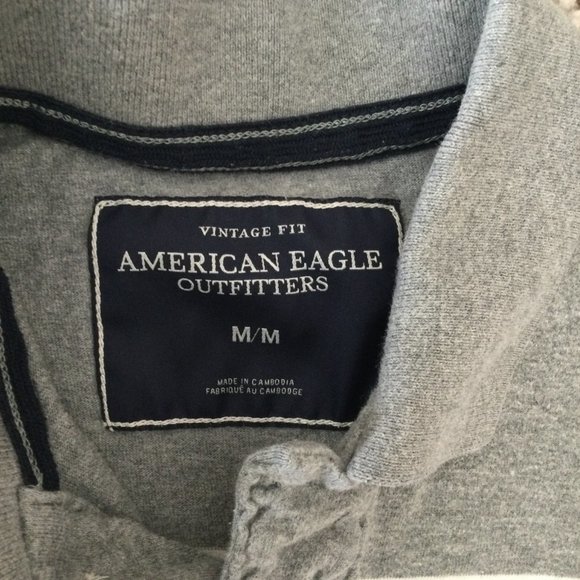 VINTAGE FIT
AMERICAN EAGLE
OUTFITTERS
M/M
MADE IN CAMBODIA
FABRIQUÉ AU CAMBODGE